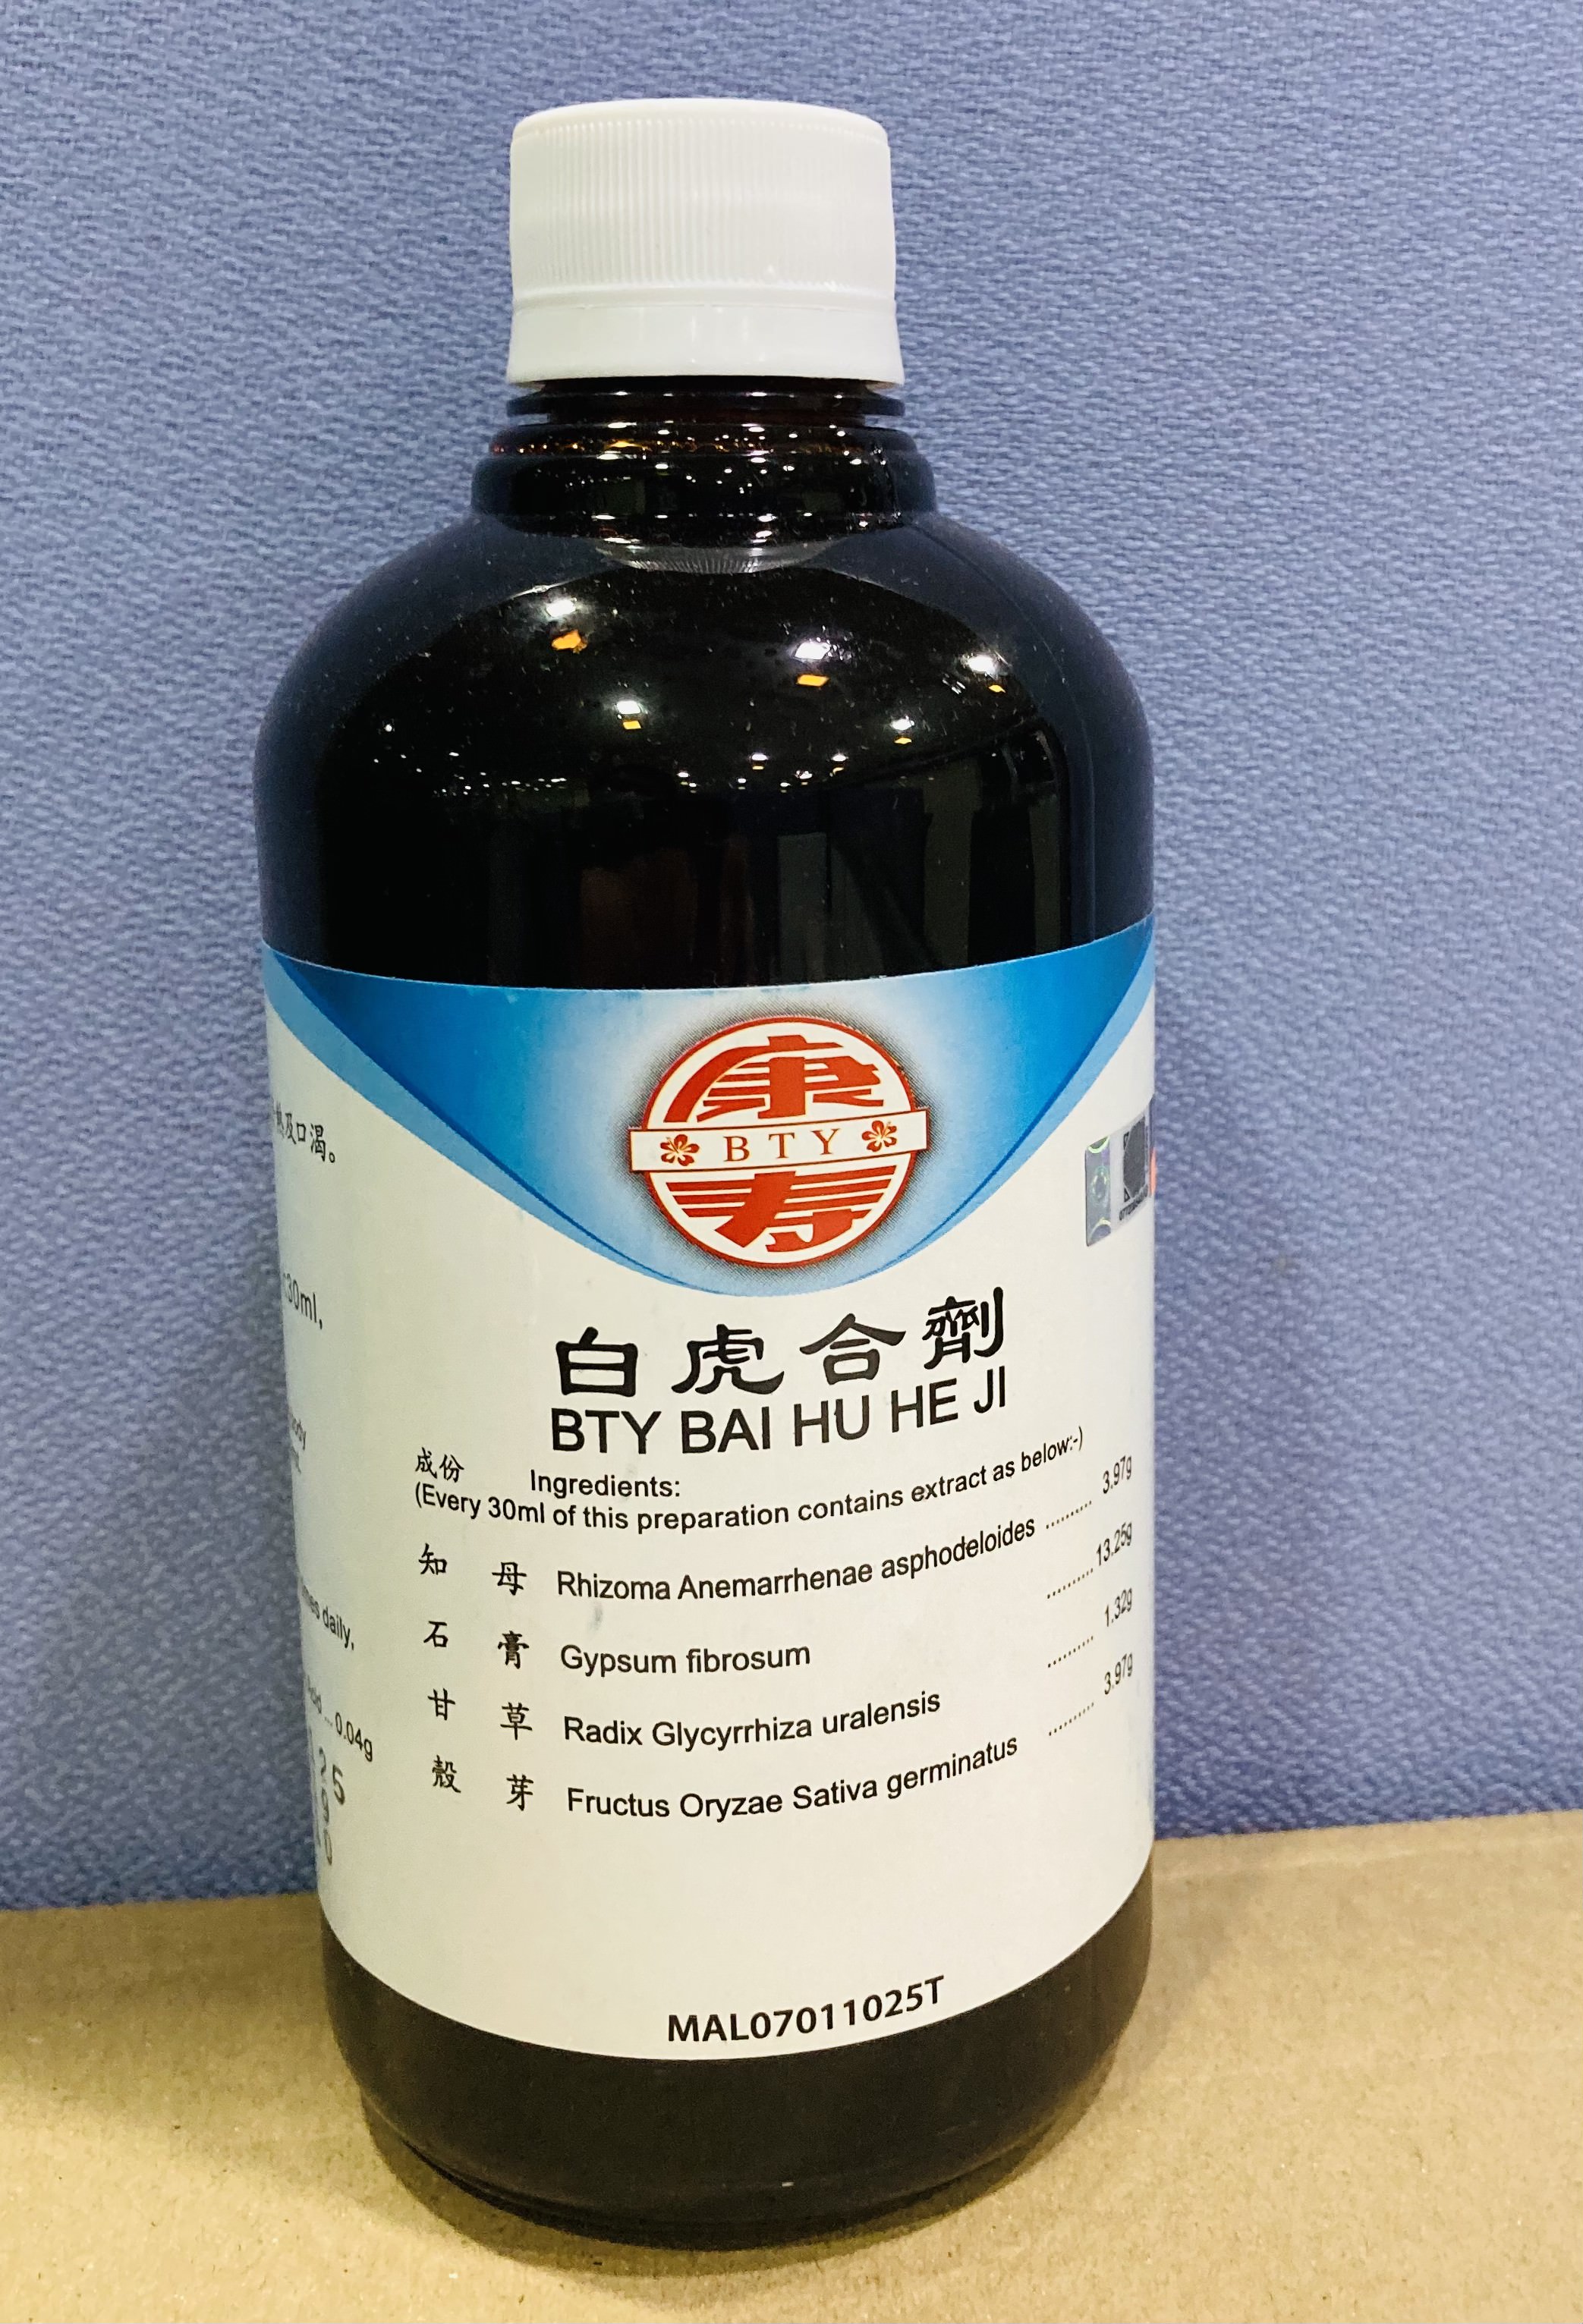 康
BTY
寿
白虎合劑
BTY BAI HU HE JI
成份 Ingredients:
(Every 30ml of this preparation contains extract as below:-)
知母 Rhizoma Anemarrhenae asphodeloides .......... 3.97g
石膏 Gypsum fibrosum .......... 13.25g
甘草 Radix Glycyrrhiza uralensis .......... 1.32g
殼芽 Fructus Oryzae Sativa germinatus .......... 3.97g
MAL07011025T
及口渴。
30ml,
daily,
0.04g